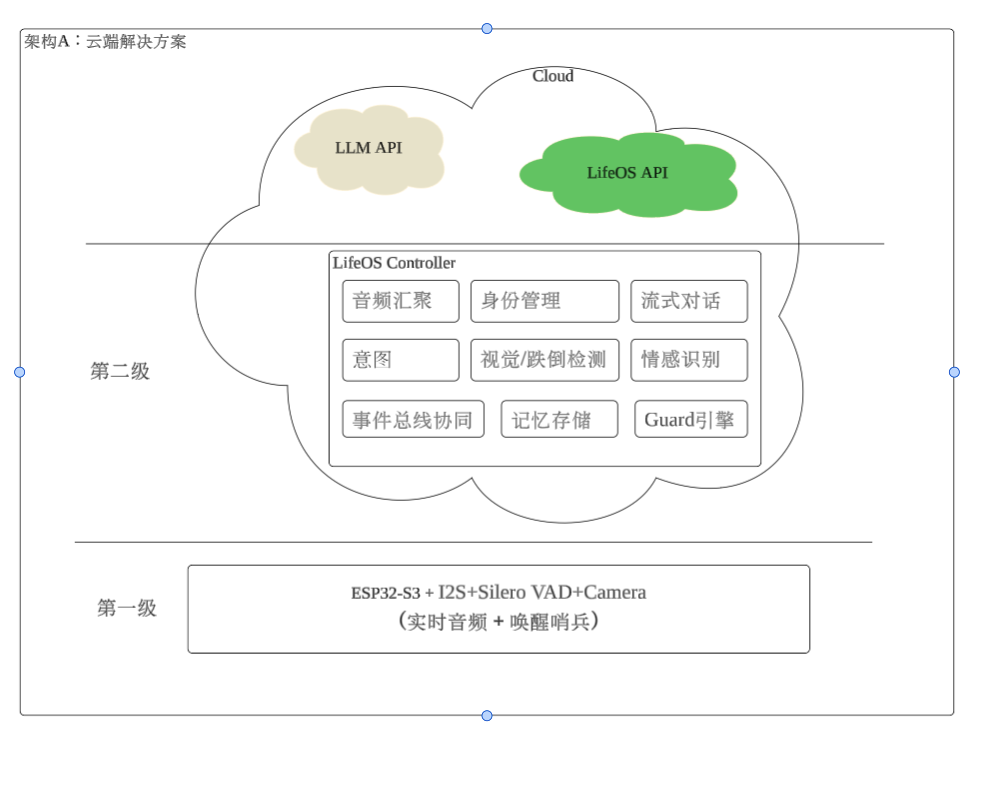 架构A：云端解决方案
Cloud
LLM API
LifeOS API
LifeOS Controller
音频汇聚
身份管理
流式对话
第二级
意图
视觉/跌倒检测
情感识别
事件总线协同
记忆存储
Guard引擎
第一级
ESP32-S3 + I2S+Silero VAD+Camera
(实时音频 + 唤醒哨兵)